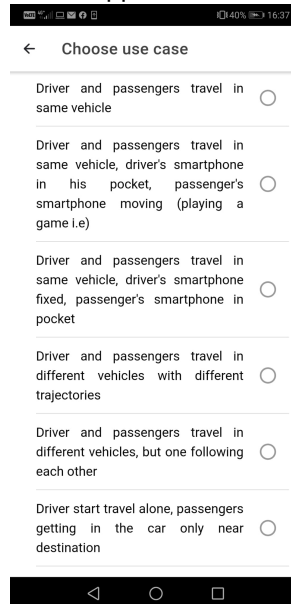 40% 16:37
Choose use case
Driver and passengers travel in
same vehicle
Driver and passengers travel in
same vehicle, driver's smartphone
in his pocket, passenger's
smartphone moving (playing a
game i.e)
Driver and passengers travel in
same vehicle, driver's smartphone
fixed, passenger's smartphone in
pocket
Driver and passengers travel in
different vehicles with different
trajectories
Driver and passengers travel in
different vehicles, but one following
each other
Driver start travel alone, passengers
getting in the car only near
destination